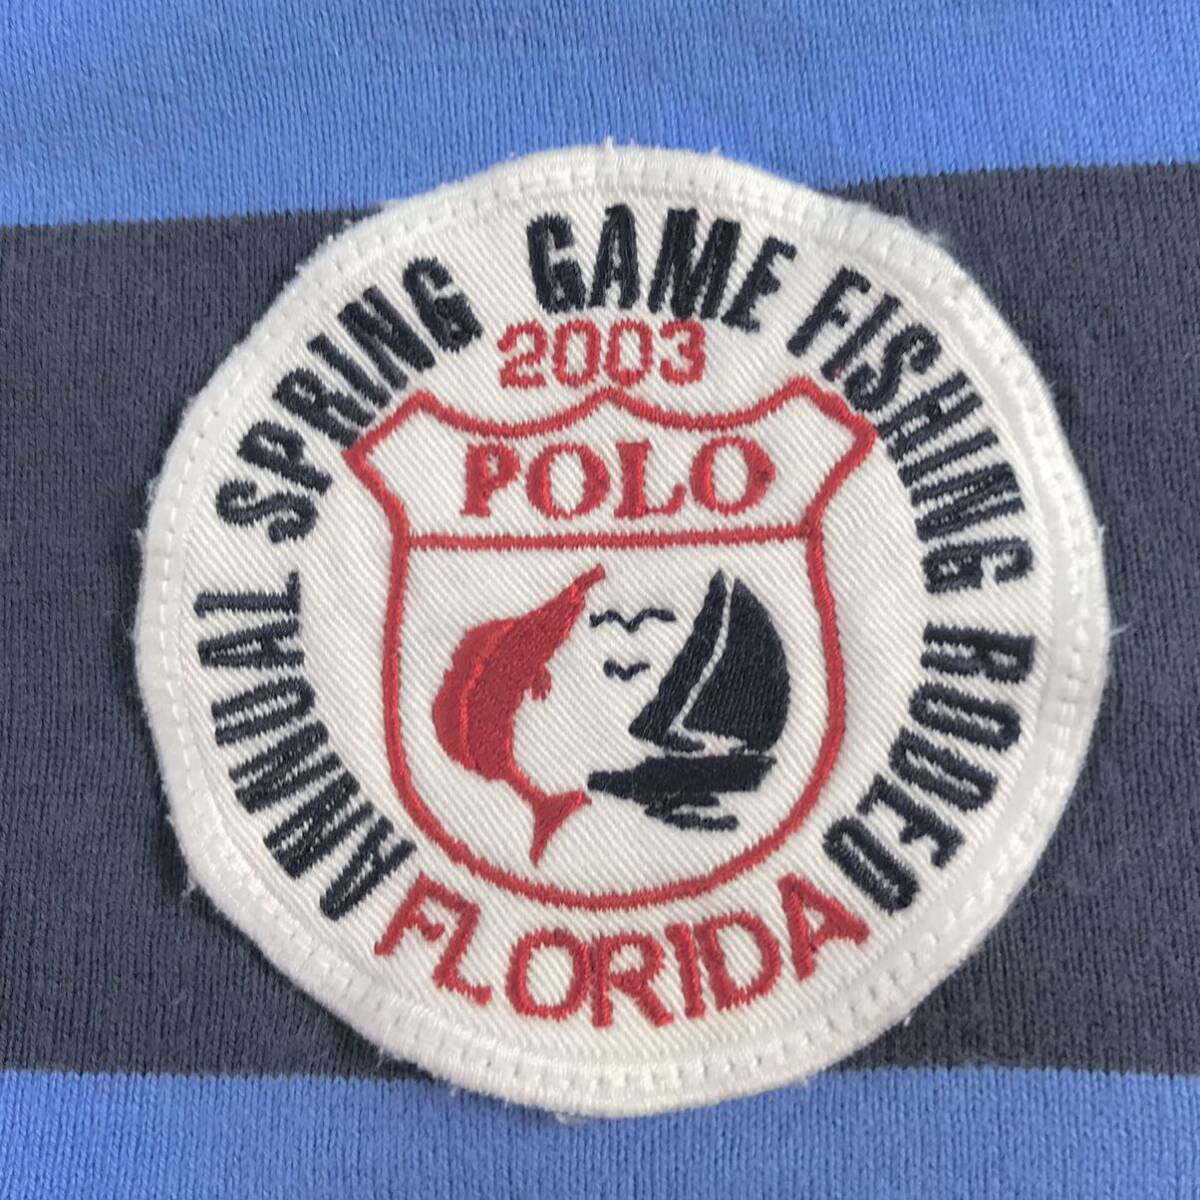 ANNUAL SPRING GAME FISHING RODEO
2003
POLO
FLORIDA